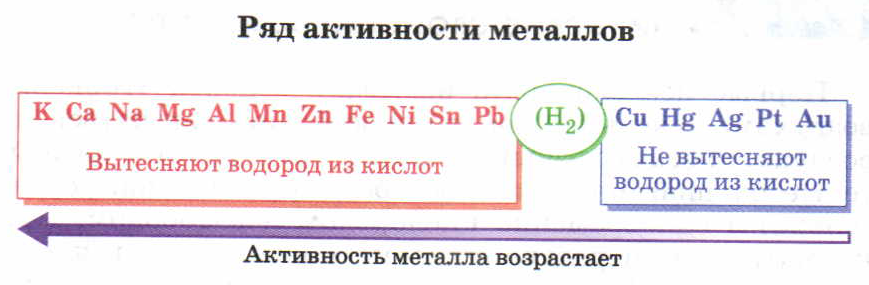 Ряд активности металлов
K Ca Na Mg Al Mn Zn Fe Ni Sn Pb (H₂) Cu Hg Ag Pt Au
Вытесняют водород из кислот
Не вытесняют
водород из кислот
Активность металла возрастает